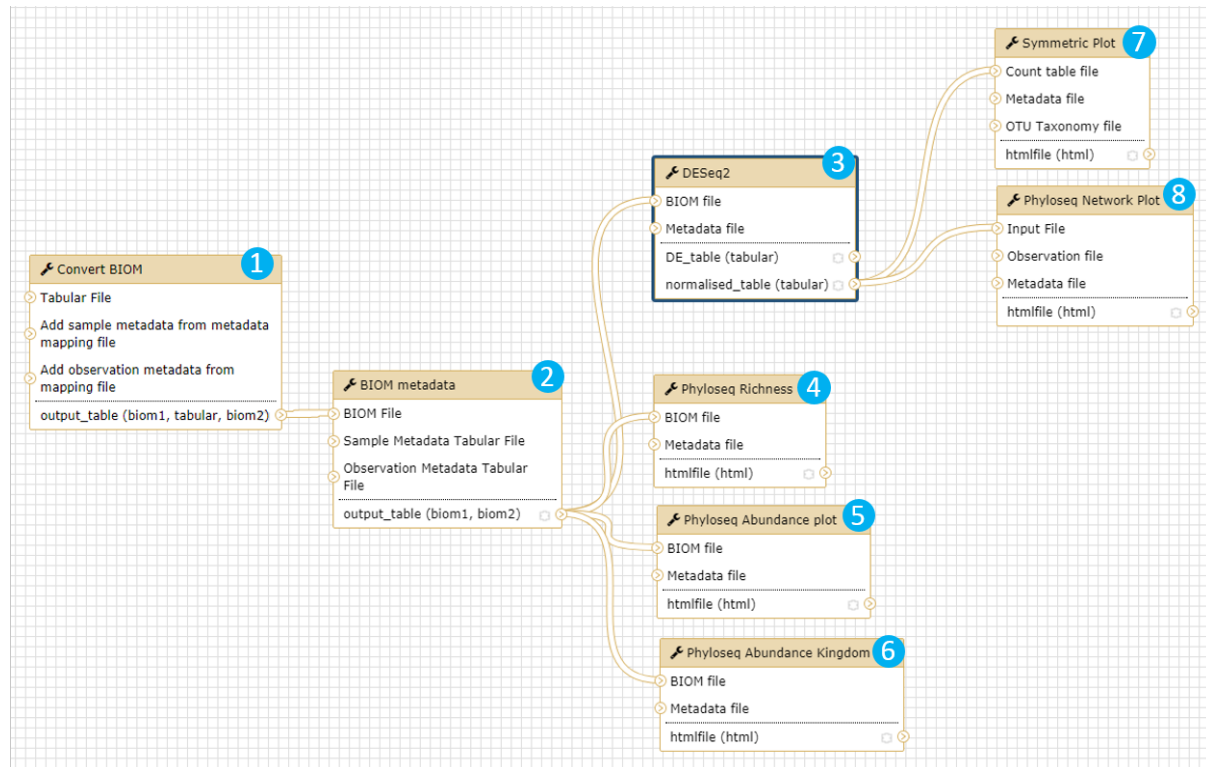 Convert BIOM 1
Tabular File
Add sample metadata from metadata
mapping file
Add observation metadata from
mapping file
output_table (biom1, tabular, biom2)
BIOM metadata 2
BIOM File
Sample Metadata Tabular File
Observation Metadata Tabular
File
output_table (biom1, biom2)
DESeq2 3
BIOM file
Metadata file
DE_table (tabular)
normalised_table (tabular)
Phyloseq Richness 4
BIOM file
Metadata file
htmlfile (html)
Phyloseq Abundance plot 5
BIOM file
Metadata file
htmlfile (html)
Phyloseq Abundance Kingdom 6
BIOM file
Metadata file
htmlfile (html)
Symmetric Plot 7
Count table file
Metadata file
OTU Taxonomy file
htmlfile (html)
Phyloseq Network Plot 8
Input File
Observation file
Metadata file
htmlfile (html)